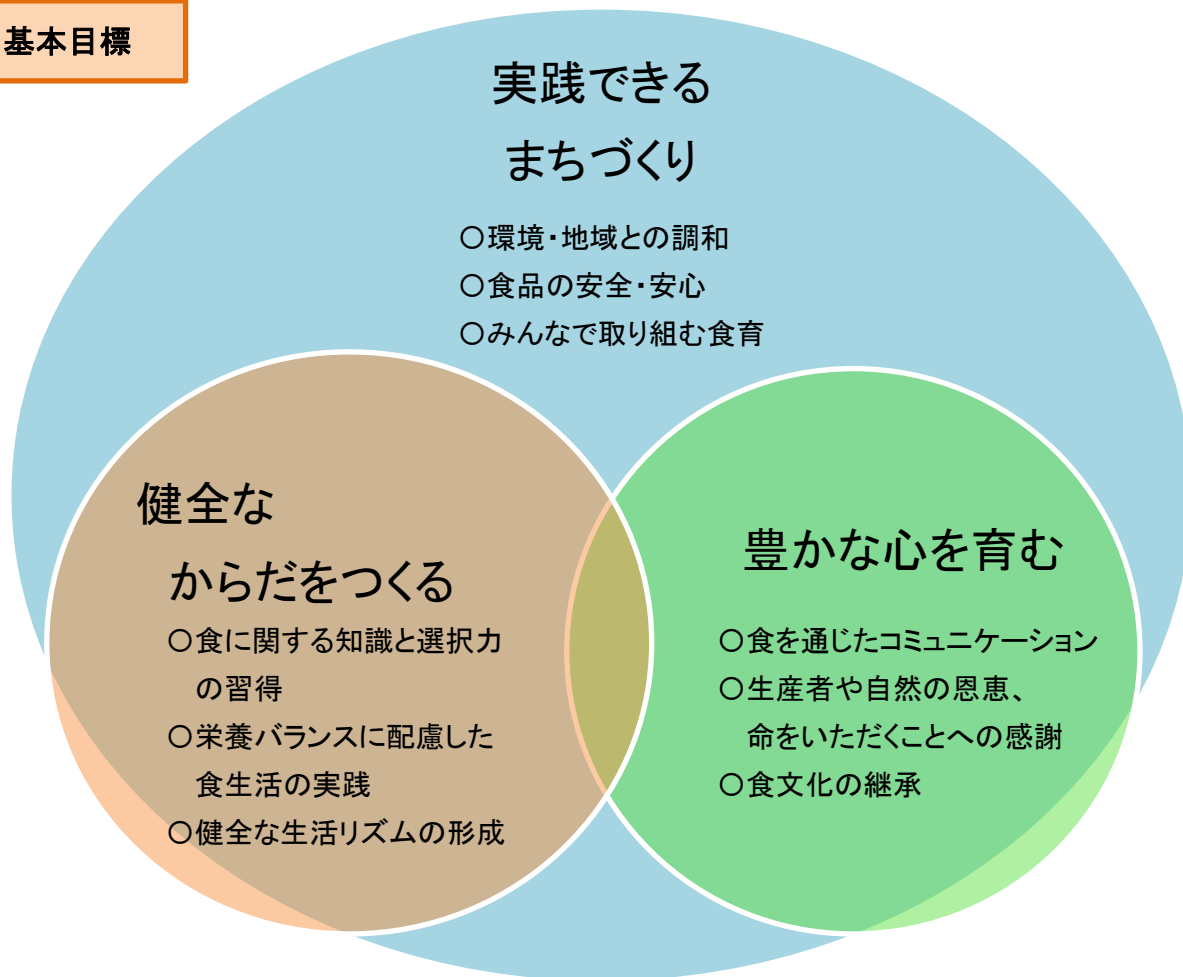 基本目標
実践できる
まちづくり
○環境・地域との調和
○食品の安全・安心
○みんなで取り組む食育
健全な
からだをつくる
○食に関する知識と選択力
の習得
○栄養バランスに配慮した
食生活の実践
○健全な生活リズムの形成
豊かな心を育む
○食を通じたコミュニケーション
○生産者や自然の恩恵、
命をいただくことへの感謝
○食文化の継承